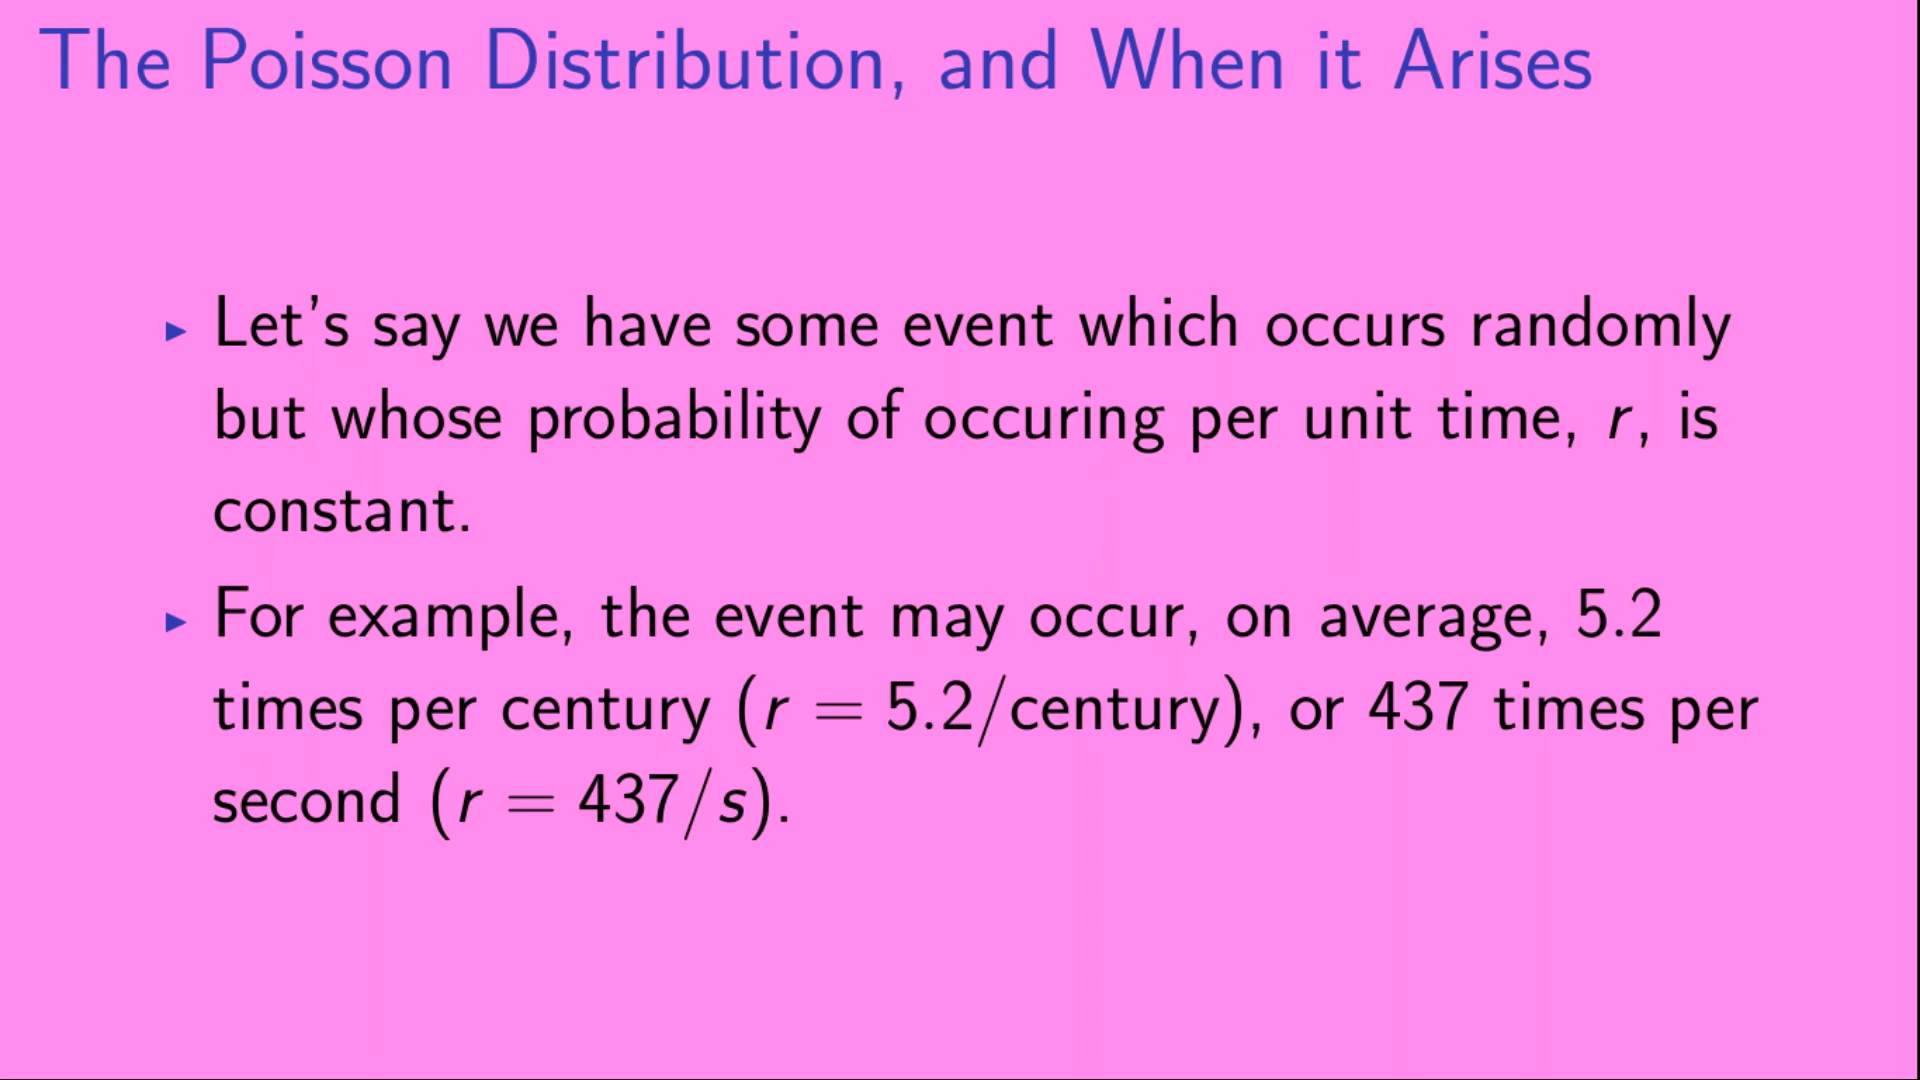 The Poisson Distribution, and When it Arises
▶ Let's say we have some event which occurs randomly
but whose probability of occuring per unit time, r, is
constant.
▶ For example, the event may occur, on average, 5.2
times per century (r = 5.2/century), or 437 times per
second (r = 437/s).